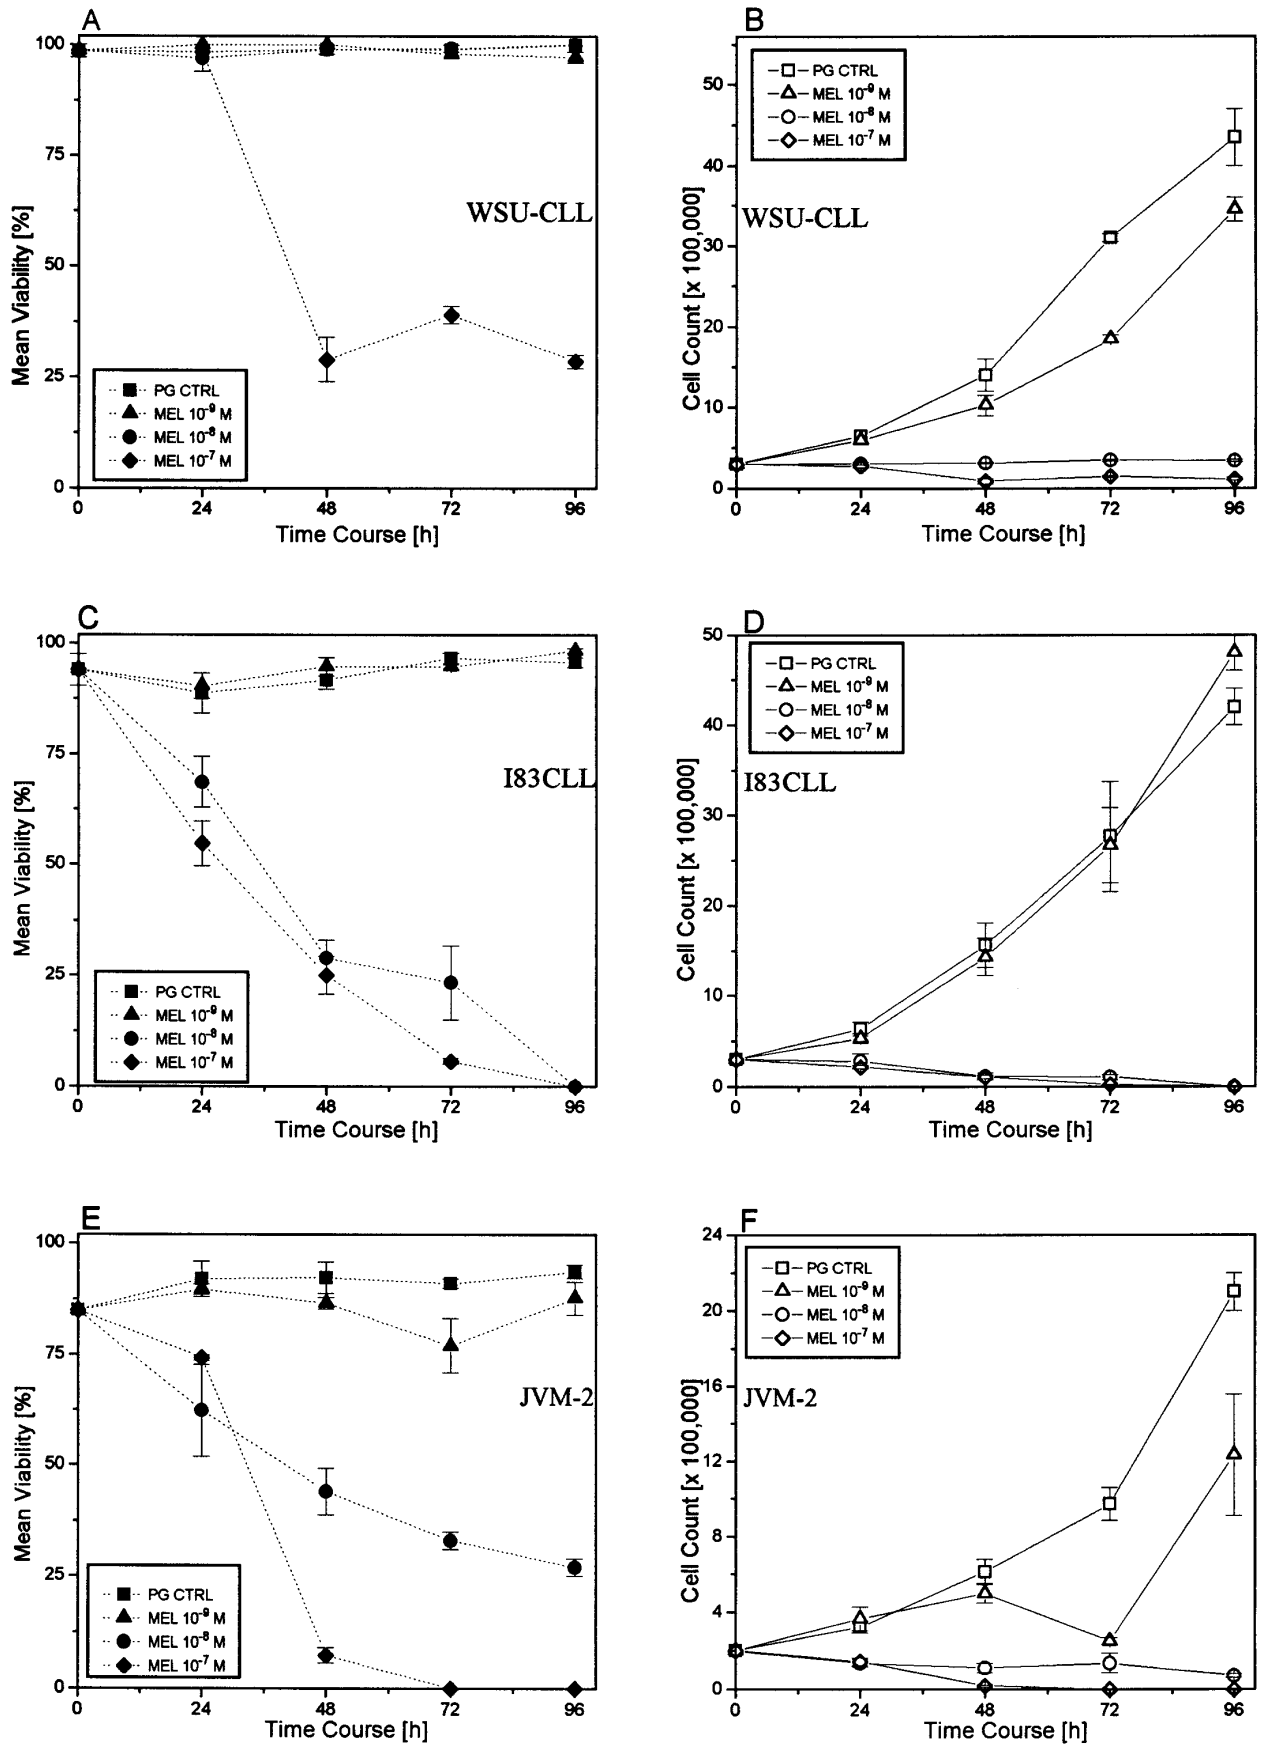 A
100
75
50
25
0
Mean Viability [%]
WSU-CLL
PG CTRL
MEL 10⁻⁹ M
MEL 10⁻⁸ M
MEL 10⁻⁷ M
0 24 48 72 96
Time Course [h]
B
50
40
30
20
10
0
Cell Count [x 100,000]
PG CTRL
MEL 10⁻⁹ M
MEL 10⁻⁸ M
MEL 10⁻⁷ M
WSU-CLL
0 24 48 72 96
Time Course [h]
C
100
75
50
25
0
Mean Viability [%]
I83CLL
PG CTRL
MEL 10⁻⁹ M
MEL 10⁻⁸ M
MEL 10⁻⁷ M
0 24 48 72 96
Time Course [h]
D
50
40
30
20
10
0
Cell Count [x 100,000]
PG CTRL
MEL 10⁻⁹ M
MEL 10⁻⁸ M
MEL 10⁻⁷ M
I83CLL
0 24 48 72 96
Time Course [h]
E
100
75
50
25
0
Mean Viability [%]
JVM-2
PG CTRL
MEL 10⁻⁹ M
MEL 10⁻⁸ M
MEL 10⁻⁷ M
0 24 48 72 96
Time Course [h]
F
24
20
16
12
8
4
0
Cell Count [x 100,000]
PG CTRL
MEL 10⁻⁹ M
MEL 10⁻⁸ M
MEL 10⁻⁷ M
JVM-2
0 24 48 72 96
Time Course [h]